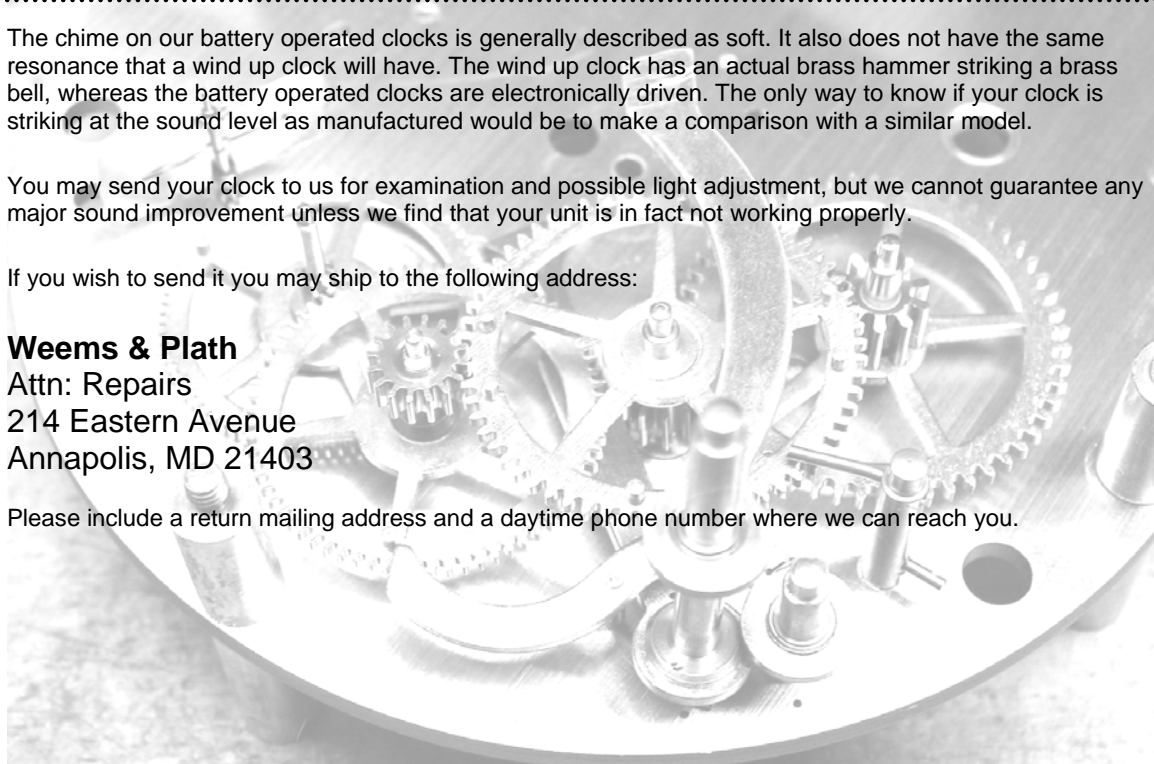 The chime on our battery operated clocks is generally described as soft. It also does not have the same
resonance that a wind up clock will have. The wind up clock has an actual brass hammer striking a brass
bell, whereas the battery operated clocks are electronically driven. The only way to know if your clock is
striking at the sound level as manufactured would be to make a comparison with a similar model.
You may send your clock to us for examination and possible light adjustment, but we cannot guarantee any
major sound improvement unless we find that your unit is in fact not working properly.
If you wish to send it you may ship to the following address:
Weems & Plath
Attn: Repairs
214 Eastern Avenue
Annapolis, MD 21403
Please include a return mailing address and a daytime phone number where we can reach you.